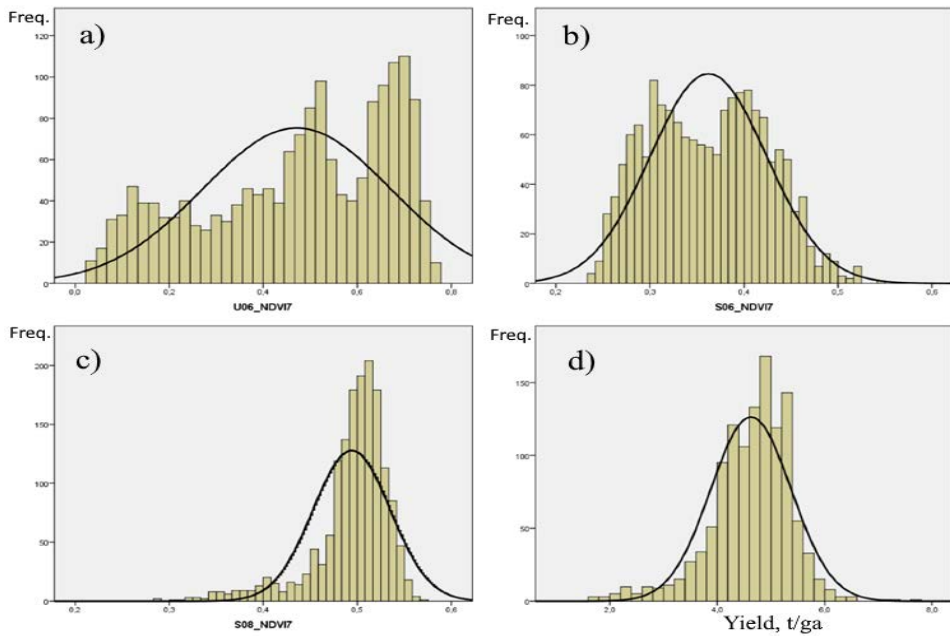 Freq.
a)
120
100
80
60
40
20
0
0,0 0,2 0,4 0,6 0,8
U06_NDVI7
Freq.
b)
100
80
60
40
20
0
0,2 0,3 0,4 0,5 0,6
S06_NDVI7
Freq.
c)
200
150
100
50
0
0,2 0,3 0,4 0,5 0,6
S08_NDVI7
Freq.
d)
150
100
50
0
2,0 4,0 6,0 8,0
Yield, t/ga